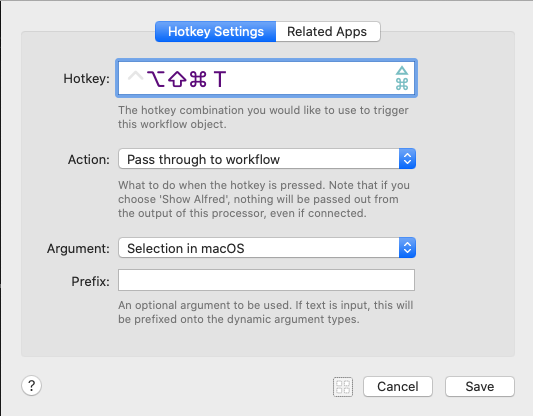 Hotkey Settings Related Apps
Hotkey: ^⌥⇧⌘ T
The hotkey combination you would like to use to trigger
this workflow object.
Action: Pass through to workflow
What to do when the hotkey is pressed. Note that if you
choose 'Show Alfred', nothing will be passed out from
the output of this processor, even if connected.
Argument: Selection in macOS
Prefix:
An optional argument to be used. If text is input, this will
be prefixed onto the dynamic argument types.
? Cancel Save